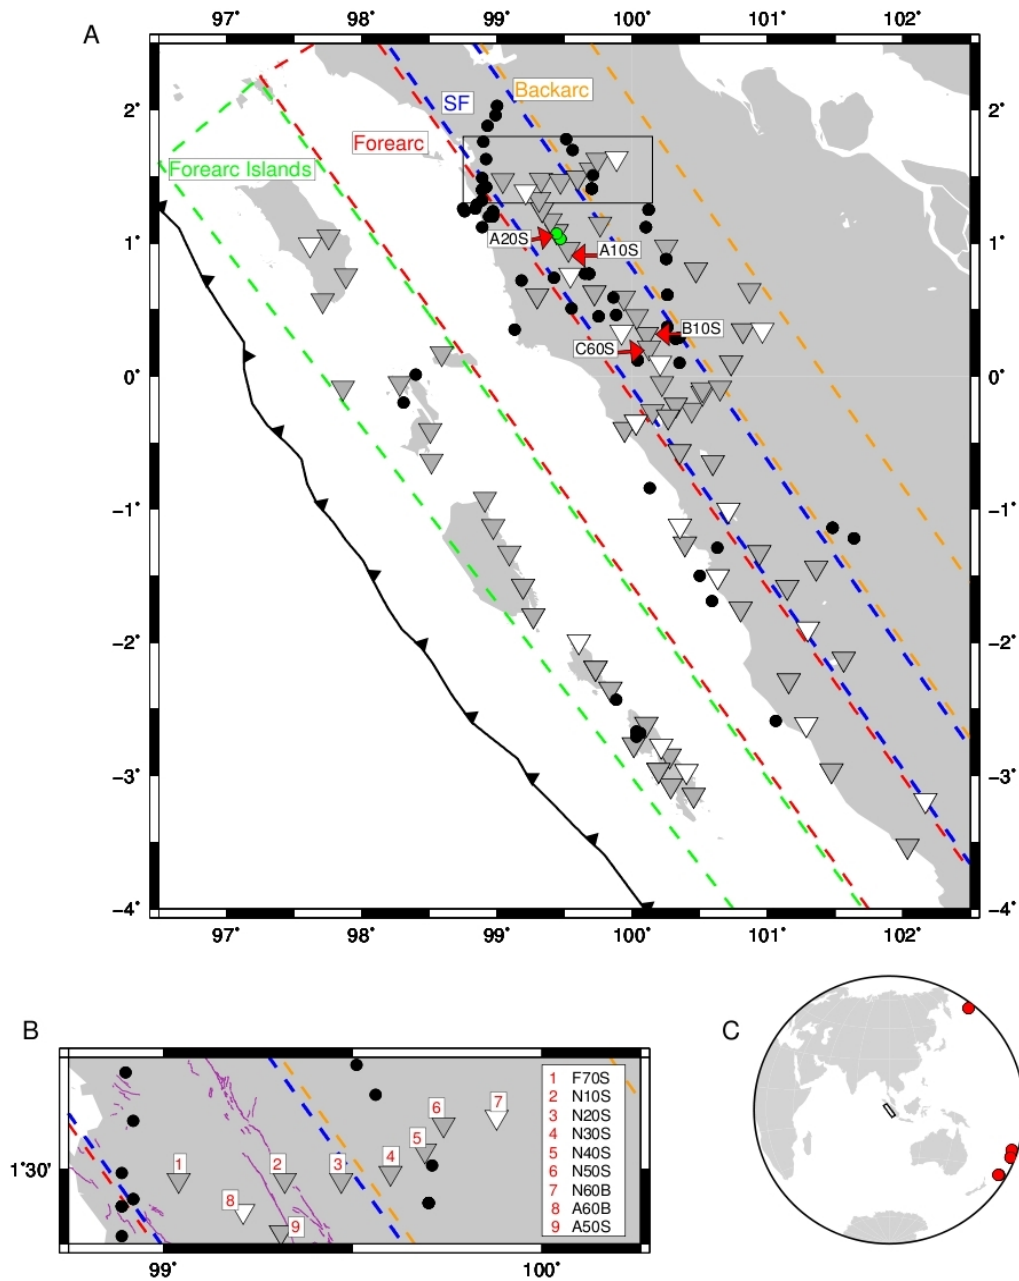 A
97° 98° 99° 100° 101° 102°
2°
1°
0°
−1°
−2°
−3°
−4°
2°
1°
0°
−1°
−2°
−3°
−4°
Backarc
SF
Forearc
Forearc Islands
A20S
A10S
B10S
C60S
97° 98° 99° 100° 101° 102°
B
1°30'
99° 100°
1
2
3
4
5
6
7
8
9
1 F70S
2 N10S
3 N20S
4 N30S
5 N40S
6 N50S
7 N60B
8 A60B
9 A50S
C